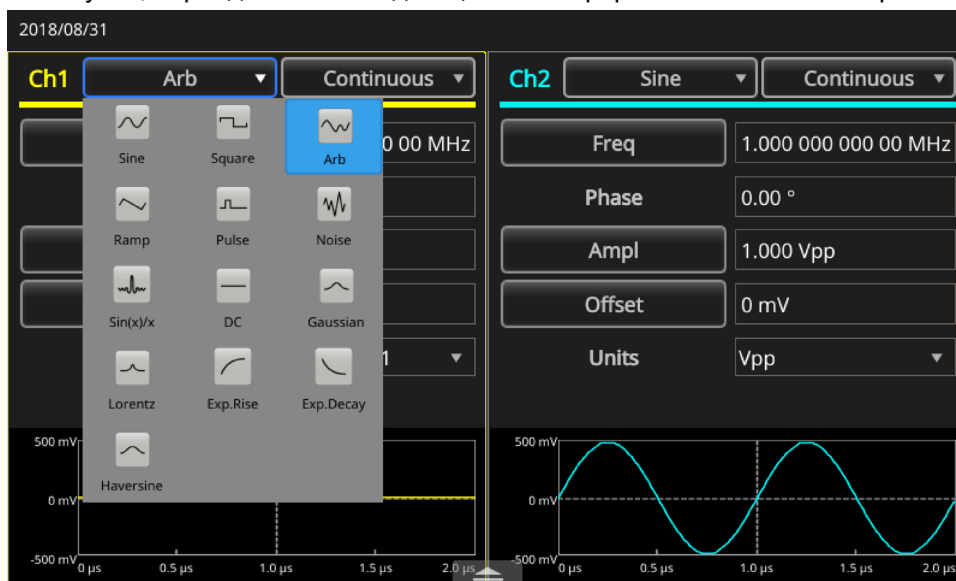 2018/08/31
Ch1 Arb Continuous
Ch2 Sine Continuous
Sine Square Arb
0 00 MHz
Freq 1.000 000 000 00 MHz
Phase 0.00 °
Ramp Pulse Noise
Ampl 1.000 Vpp
Offset 0 mV
Sin(x)/x DC Gaussian
Units Vpp
Lorentz Exp.Rise Exp.Decay
Haversine
500 mV
0 mV
-500 mV
0 µs 0.5 µs 1.0 µs 1.5 µs 2.0 µs
500 mV
0 mV
-500 mV
0 µs 0.5 µs 1.0 µs 1.5 µs 2.0 µs